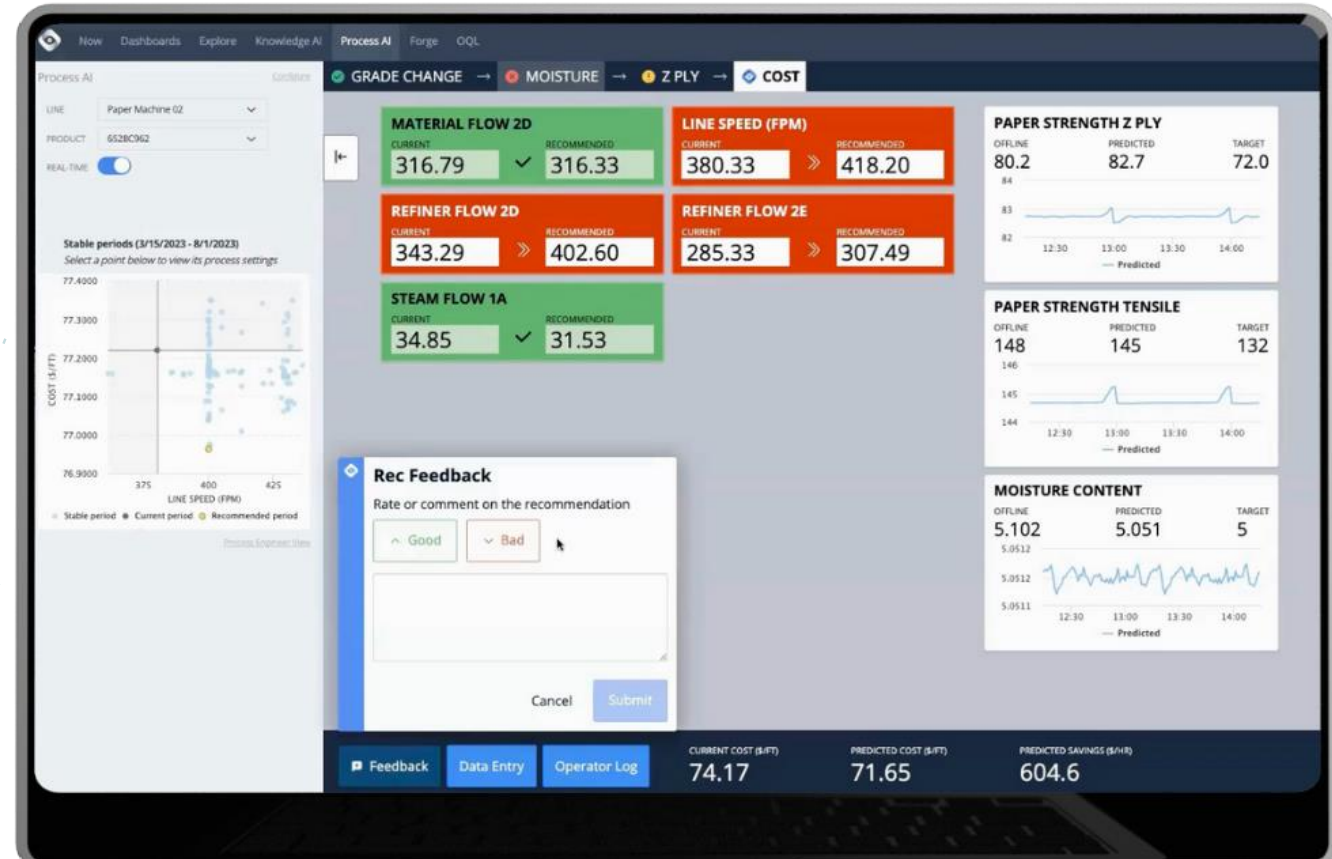 Now Dashboards Explore Knowledge AI Process AI Forge OQL
Process AI Configure
GRADE CHANGE → MOISTURE → Z PLY → COST
LINE Paper Machine 02
PRODUCT 652BC962
REAL-TIME
Stable periods (3/15/2023 - 8/1/2023)
Select a point below to view its process settings
77.4000
77.3000
77.2000
77.1000
77.0000
76.9000
COST ($/FT)
375 400 425
LINE SPEED (FPM)
Stable period Current period Recommended period
Process Engineer View
MATERIAL FLOW 2D
CURRENT RECOMMENDED
316.79 316.33
LINE SPEED (FPM)
CURRENT RECOMMENDED
380.33 418.20
REFINER FLOW 2D
CURRENT RECOMMENDED
343.29 402.60
REFINER FLOW 2E
CURRENT RECOMMENDED
285.33 307.49
STEAM FLOW 1A
CURRENT RECOMMENDED
34.85 31.53
PAPER STRENGTH Z PLY
OFFLINE PREDICTED TARGET
80.2 82.7 72.0
84
83
82
12:30 13:00 13:30 14:00
Predicted
PAPER STRENGTH TENSILE
OFFLINE PREDICTED TARGET
148 145 132
146
145
144
12:30 13:00 13:30 14:00
Predicted
MOISTURE CONTENT
OFFLINE PREDICTED TARGET
5.102 5.051 5
5.0512
5.0512
5.0511
12:30 13:00 13:30 14:00
Predicted
Rec Feedback
Rate or comment on the recommendation
Good Bad
Cancel Submit
Feedback Data Entry Operator Log
CURRENT COST ($/FT) PREDICTED COST ($/FT) PREDICTED SAVINGS ($/HR)
74.17 71.65 604.6